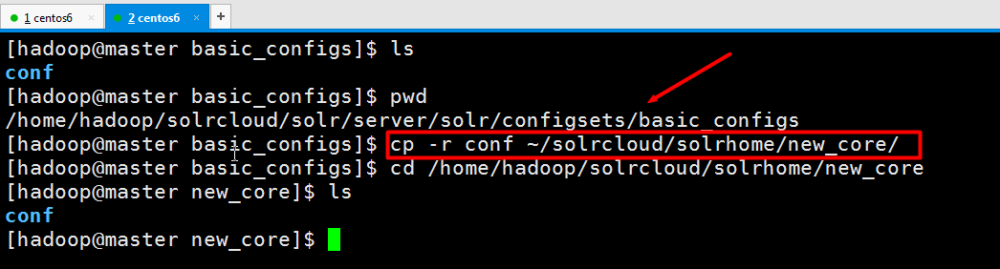 1 centos6 × 2 centos6 × +
[hadoop@master basic_configs]$ ls
conf
[hadoop@master basic_configs]$ pwd
/home/hadoop/solrcloud/solr/server/solr/configsets/basic_configs
[hadoop@master basic_configs]$ cp -r conf ~/solrcloud/solrhome/new_core/
[hadoop@master basic_configs]$ cd /home/hadoop/solrcloud/solrhome/new_core
[hadoop@master new_core]$ ls
conf
[hadoop@master new_core]$